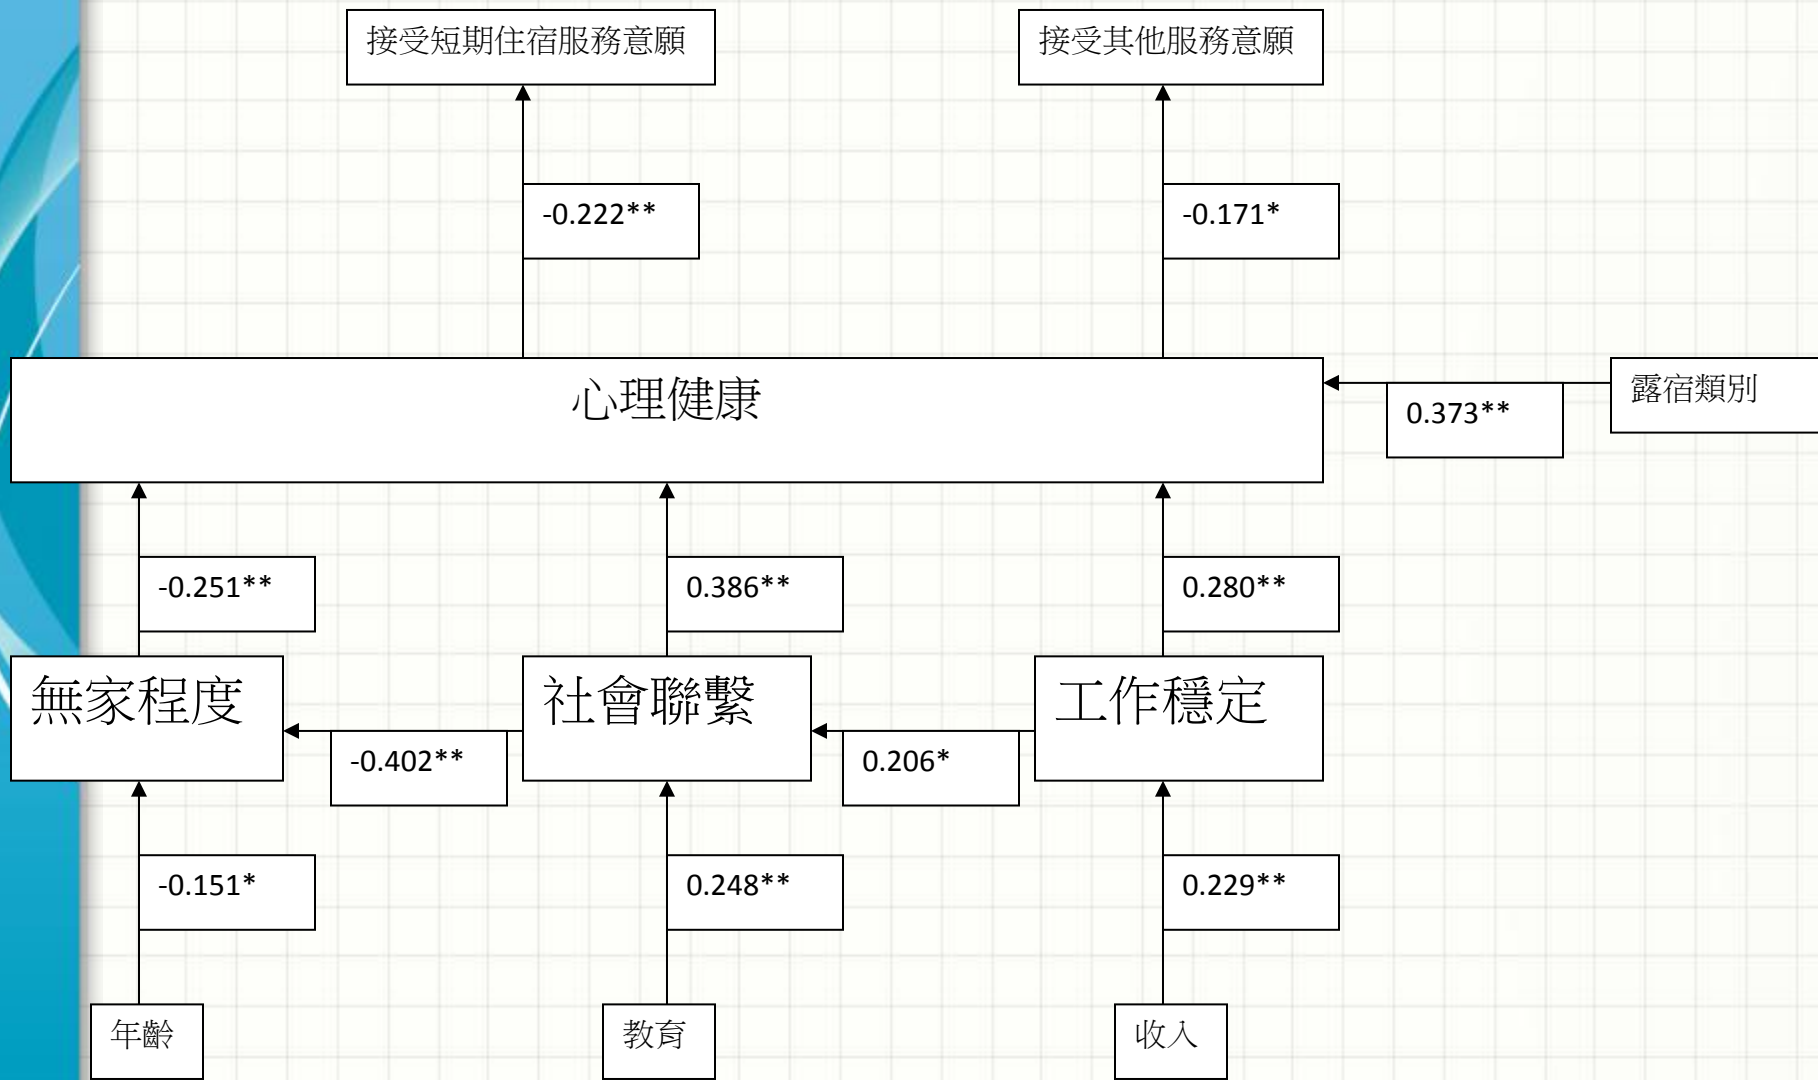 接受短期住宿服務意願
接受其他服務意願
-0.222**
-0.171*
心理健康
露宿類別
0.373**
-0.251**
0.386**
0.280**
無家程度
社會聯繫
工作穩定
-0.402**
0.206*
-0.151*
0.248**
0.229**
年齡
教育
收入